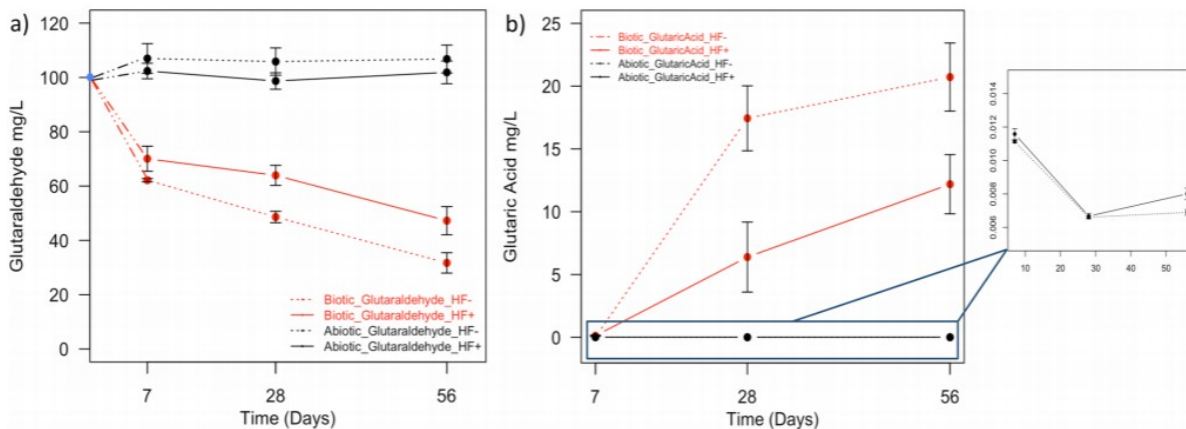 a)
Glutaraldehyde mg/L
120
100
80
60
40
20
0
Biotic_Glutaraldehyde_HF-
Biotic_Glutaraldehyde_HF+
Abiotic_Glutaraldehyde_HF-
Abiotic_Glutaraldehyde_HF+
7
28
56
Time (Days)
b)
Glutaric Acid mg/L
25
20
15
10
5
0
Biotic_GlutaricAcid_HF-
Biotic_GlutaricAcid_HF+
Abiotic_GlutaricAcid_HF-
Abiotic_GlutaricAcid_HF+
7
28
56
Time (Days)
0.014
0.012
0.010
0.008
0.006
10
20
30
40
50